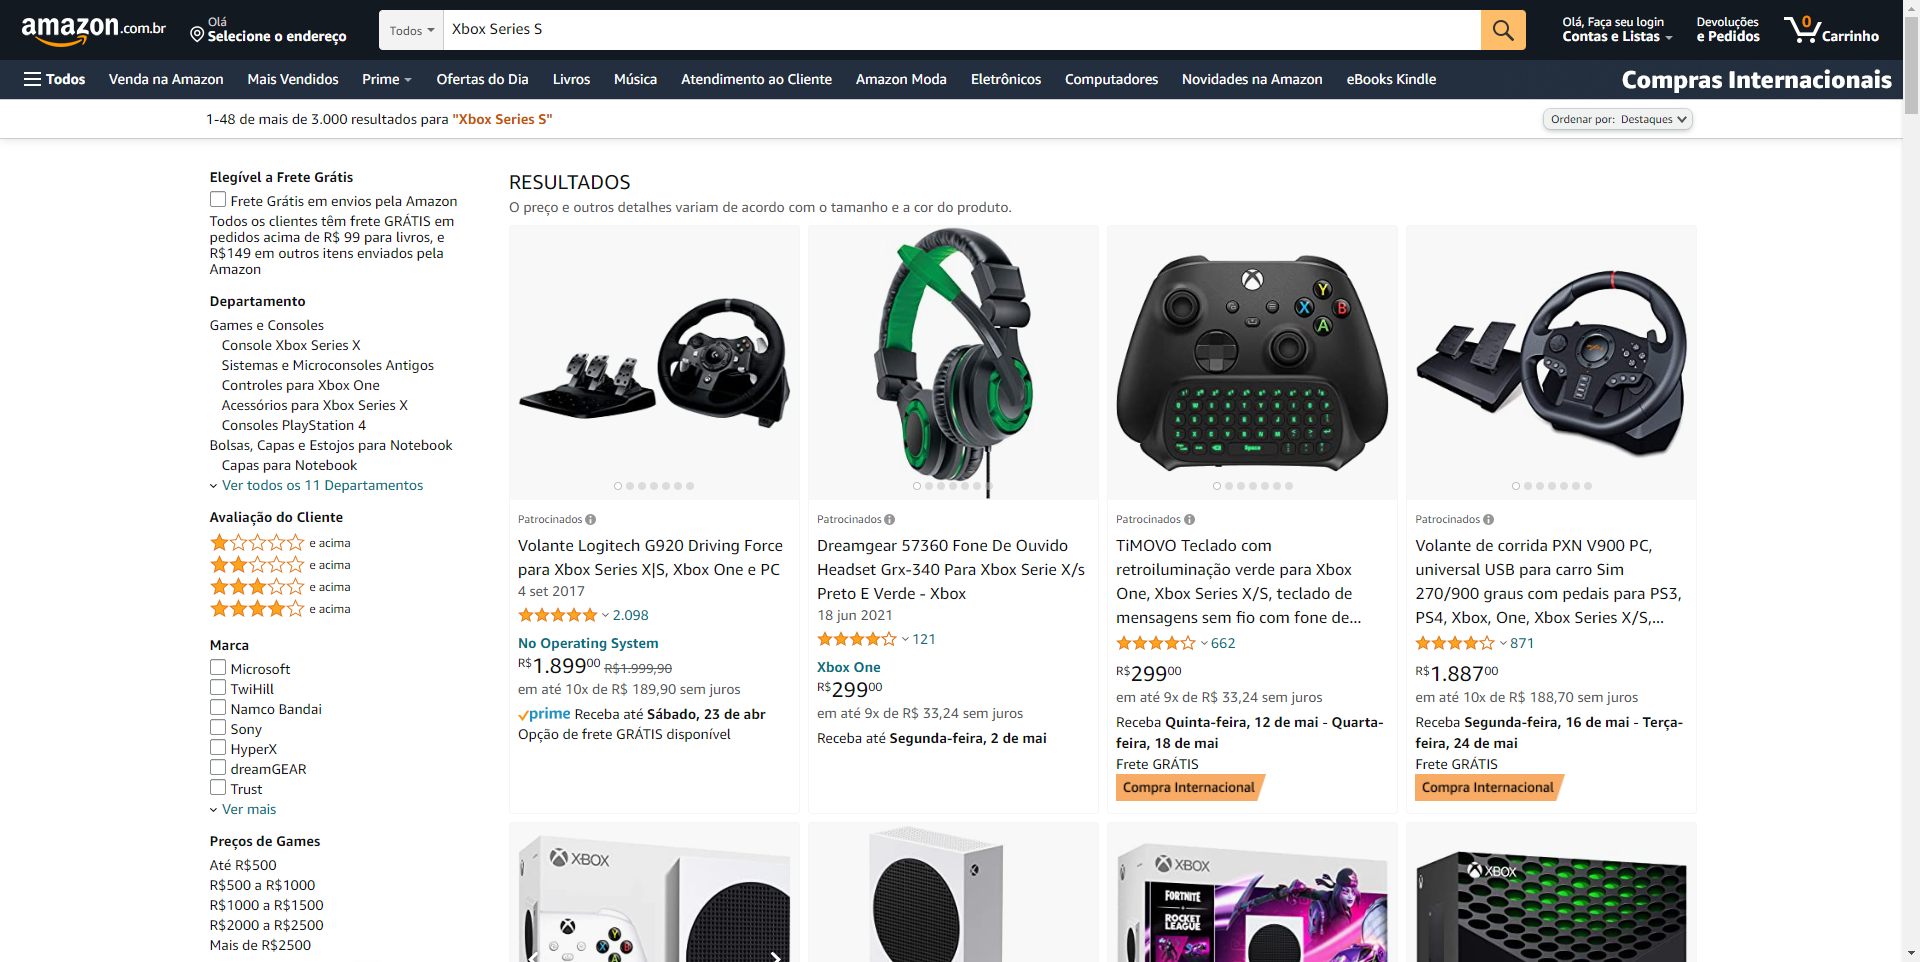 amazon.com.br
Olá
Selecione o endereço
Todos
Xbox Series S
Olá, Faça seu login
Contas e Listas
Devoluções
e Pedidos
0
Carrinho
Todos
Venda na Amazon
Mais Vendidos
Prime
Ofertas do Dia
Livros
Música
Atendimento ao Cliente
Amazon Moda
Eletrônicos
Computadores
Novidades na Amazon
eBooks Kindle
Compras Internacionais
1-48 de mais de 3.000 resultados para "Xbox Series S"
Ordenar por: Destaques
Elegível a Frete Grátis
Frete Grátis em envios pela Amazon
Todos os clientes têm frete GRÁTIS em
pedidos acima de R$ 99 para livros, e
R$149 em outros itens enviados pela
Amazon
Departamento
Games e Consoles
Console Xbox Series X
Sistemas e Microconsoles Antigos
Controles para Xbox One
Acessórios para Xbox Series X
Consoles PlayStation 4
Bolsas, Capas e Estojos para Notebook
Capas para Notebook
Ver todos os 11 Departamentos
Avaliação do Cliente
e acima
e acima
e acima
e acima
Marca
Microsoft
TwiHill
Namco Bandai
Sony
HyperX
dreamGEAR
Trust
Ver mais
Preços de Games
Até R$500
R$500 a R$1000
R$1000 a R$1500
R$2000 a R$2500
Mais de R$2500
RESULTADOS
O preço e outros detalhes variam de acordo com o tamanho e a cor do produto.
Patrocinados
Volante Logitech G920 Driving Force
para Xbox Series X|S, Xbox One e PC
4 set 2017
2.098
No Operating System
R$1.89900 R$1.999,90
em até 10x de R$ 189,90 sem juros
prime Receba até Sábado, 23 de abr
Opção de frete GRÁTIS disponível
Patrocinados
Dreamgear 57360 Fone De Ouvido
Headset Grx-340 Para Xbox Serie X/s
Preto E Verde - Xbox
18 jun 2021
121
Xbox One
R$29900
em até 9x de R$ 33,24 sem juros
Receba até Segunda-feira, 2 de mai
Y
X
B
A
Space
Patrocinados
TiMOVO Teclado com
retroiluminação verde para Xbox
One, Xbox Series X/S, teclado de
mensagens sem fio com fone de...
662
R$29900
em até 9x de R$ 33,24 sem juros
Receba Quinta-feira, 12 de mai - Quarta-
feira, 18 de mai
Frete GRÁTIS
Compra Internacional
Patrocinados
Volante de corrida PXN V900 PC,
universal USB para carro Sim
270/900 graus com pedais para PS3,
PS4, Xbox, One, Xbox Series X/S,...
871
R$1.88700
em até 10x de R$ 188,70 sem juros
Receba Segunda-feira, 16 de mai - Terça-
feira, 24 de mai
Frete GRÁTIS
Compra Internacional
XBOX
Y
X
B
A
XBOX
FORTNITE
+
ROCKET
LEAGUE
XBOX